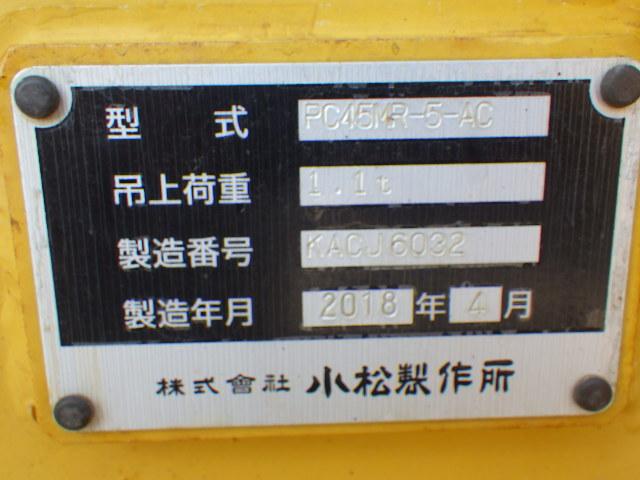 型 式 PC45MR-5-AC
吊上荷重 1.1t
製造番号 KACJ6032
製造年月 2018年4月
株式會社 小松製作所